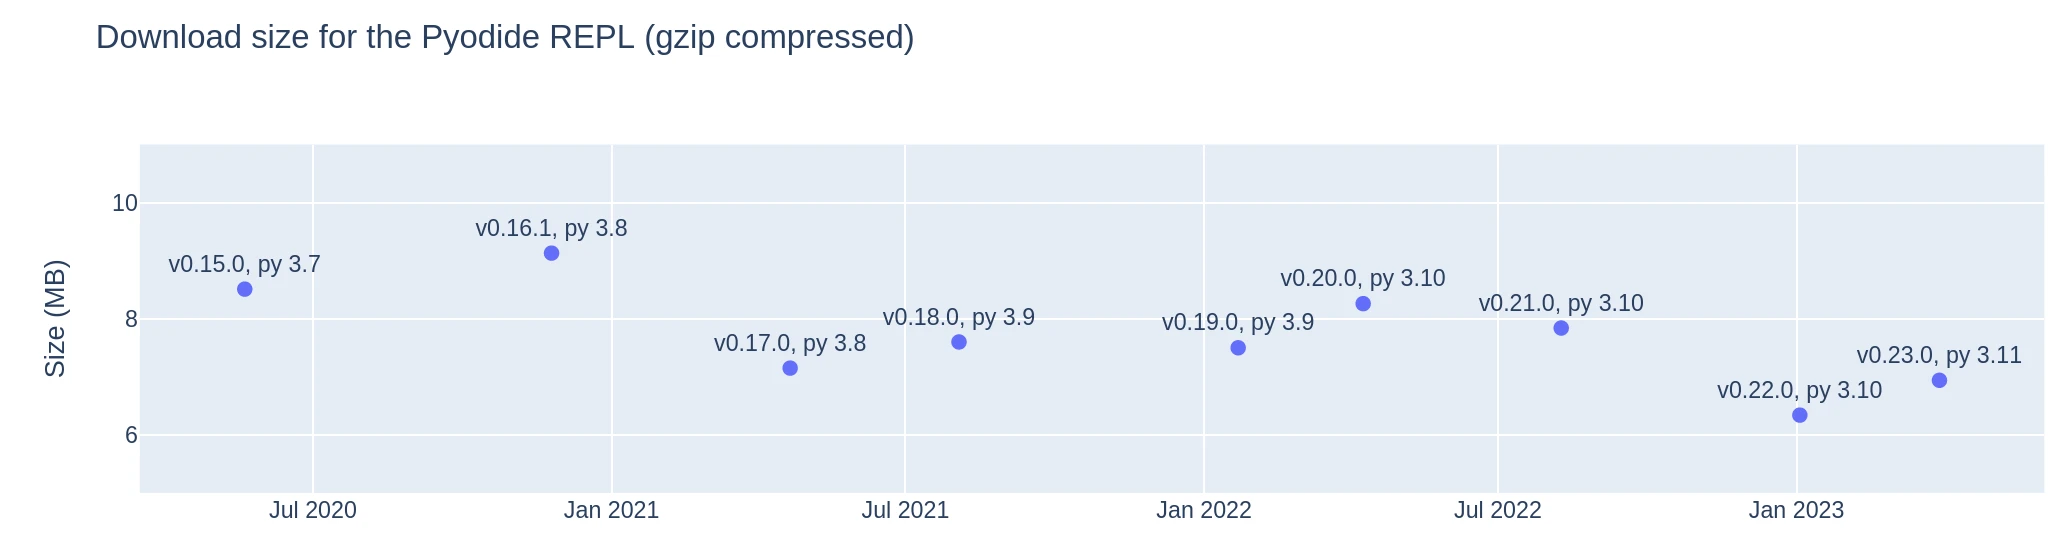 Download size for the Pyodide REPL (gzip compressed)
10
v0.16.1, py 3.8
v0.15.0, py 3.7
v0.20.0, py 3.10
v0.21.0, py 3.10
v0.18.0, py 3.9
8
v0.19.0, py 3.9
Size (MB)
v0.17.0, py 3.8
v0.23.0, py 3.11
v0.22.0, py 3.10
6
Jul 2020
Jan 2021
Jul 2021
Jan 2022
Jul 2022
Jan 2023